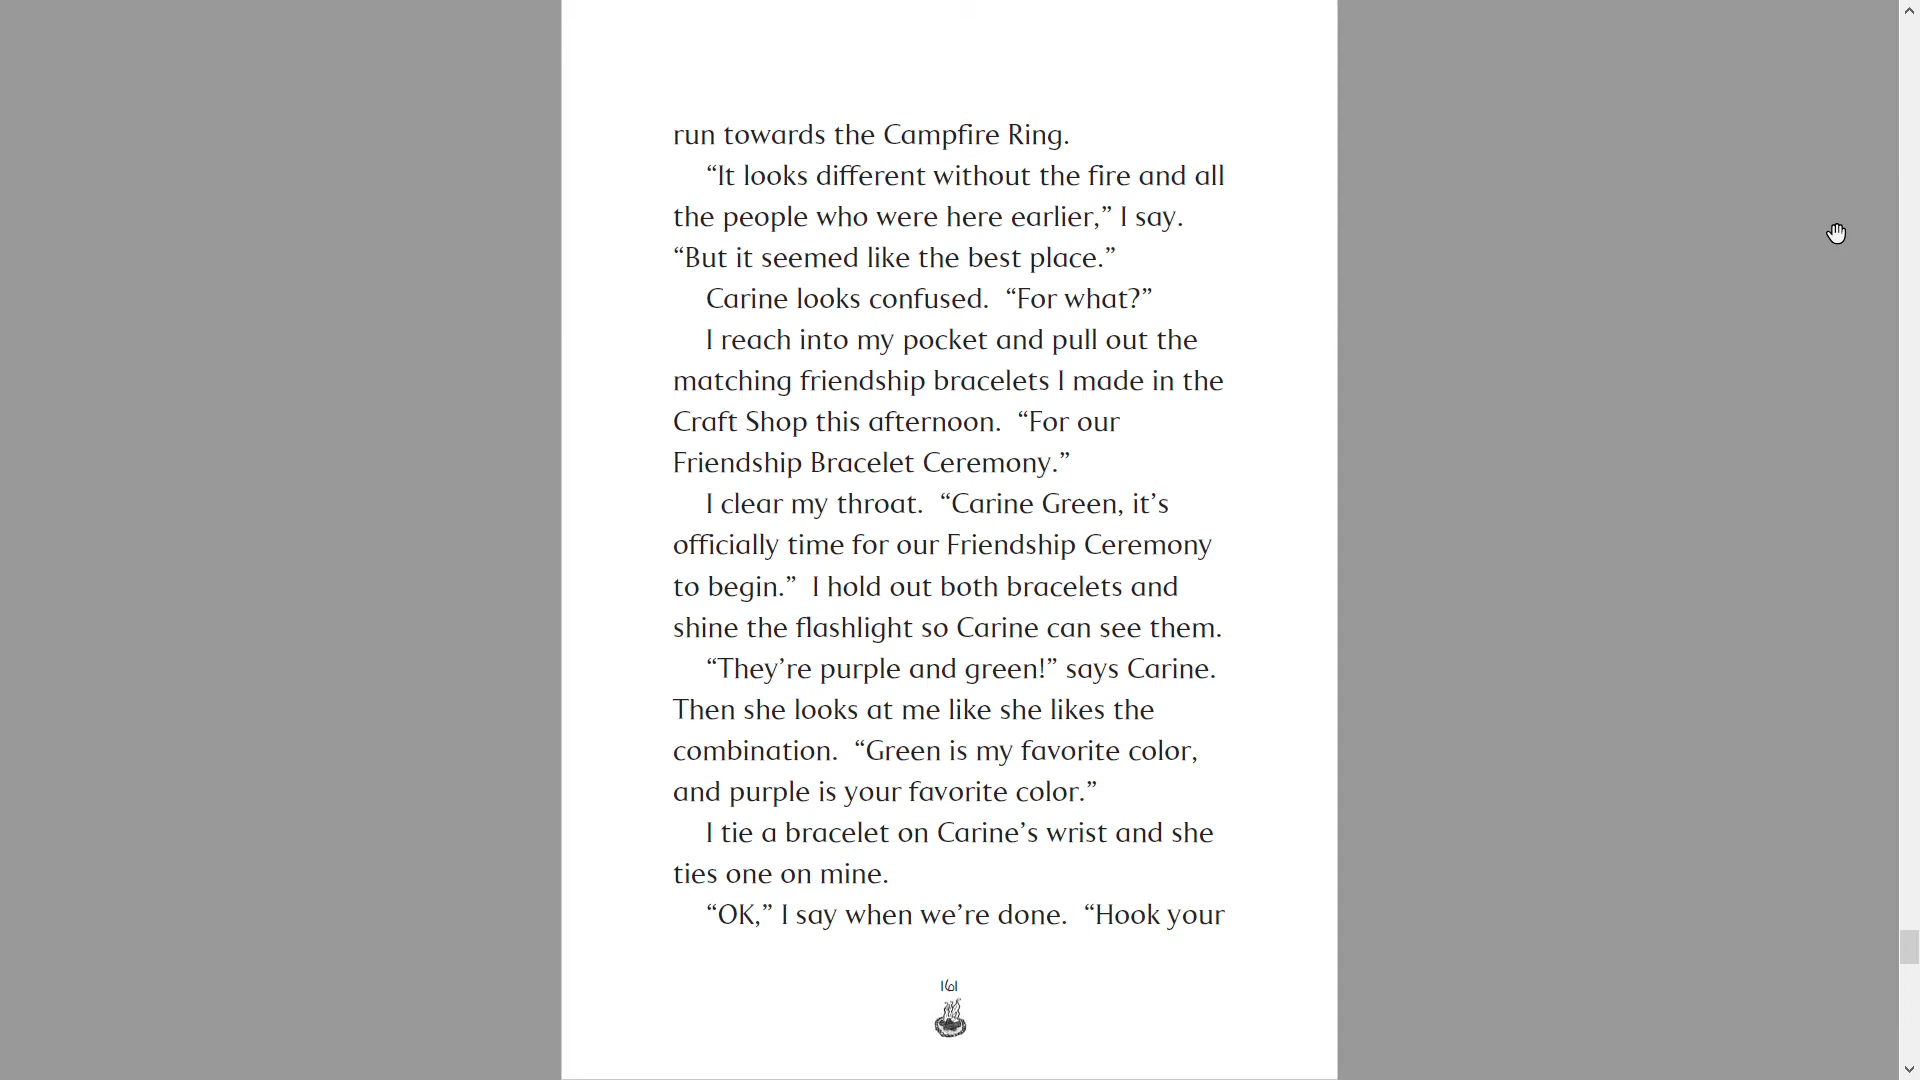 run towards the Campfire Ring.
“It looks different without the fire and all
the people who were here earlier,” I say.
“But it seemed like the best place.”
Carine looks confused.  “For what?”
I reach into my pocket and pull out the
matching friendship bracelets I made in the
Craft Shop this afternoon.  “For our
Friendship Bracelet Ceremony.”
I clear my throat.  “Carine Green, it’s
officially time for our Friendship Ceremony
to begin.”  I hold out both bracelets and
shine the flashlight so Carine can see them.
“They’re purple and green!” says Carine.
Then she looks at me like she likes the
combination.  “Green is my favorite color,
and purple is your favorite color.”
I tie a bracelet on Carine’s wrist and she
ties one on mine.
“OK,” I say when we’re done.  “Hook your
161